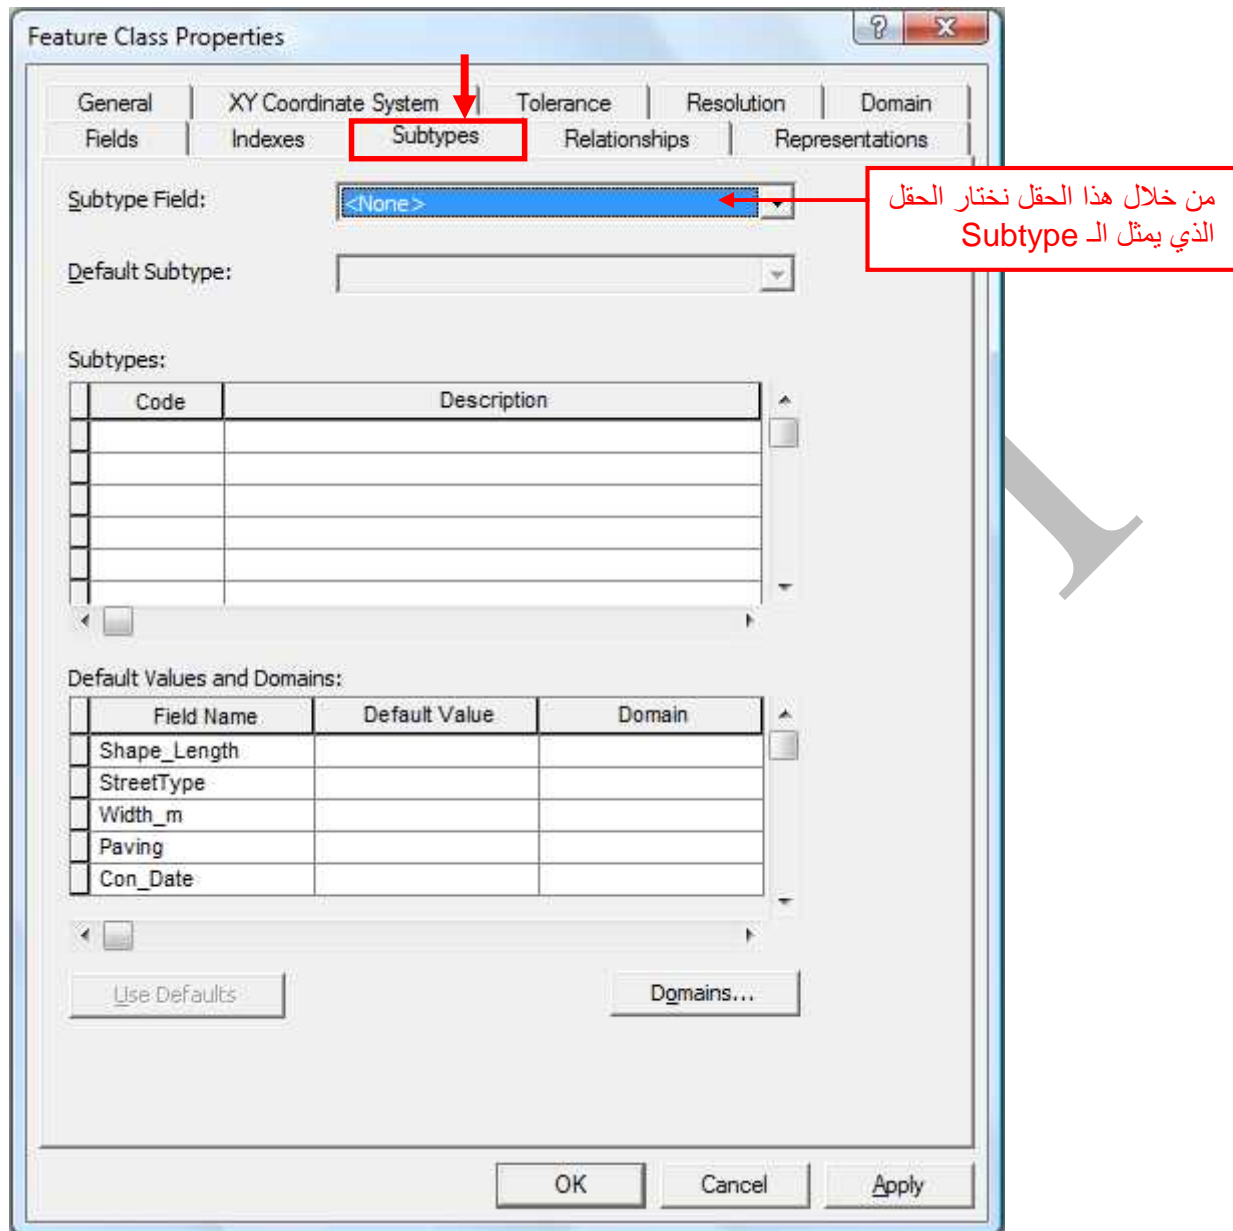 Feature Class Properties
General XY Coordinate System Tolerance Resolution Domain
Fields Indexes Subtypes Relationships Representations
Subtype Field: <None>
من خلال هذا الحقل نختار الحقل
الذي يمثل الـ Subtype
Default Subtype:
Subtypes:
Code Description
Default Values and Domains:
Field Name Default Value Domain
Shape_Length
StreetType
Width_m
Paving
Con_Date
Use Defaults Domains...
OK Cancel Apply